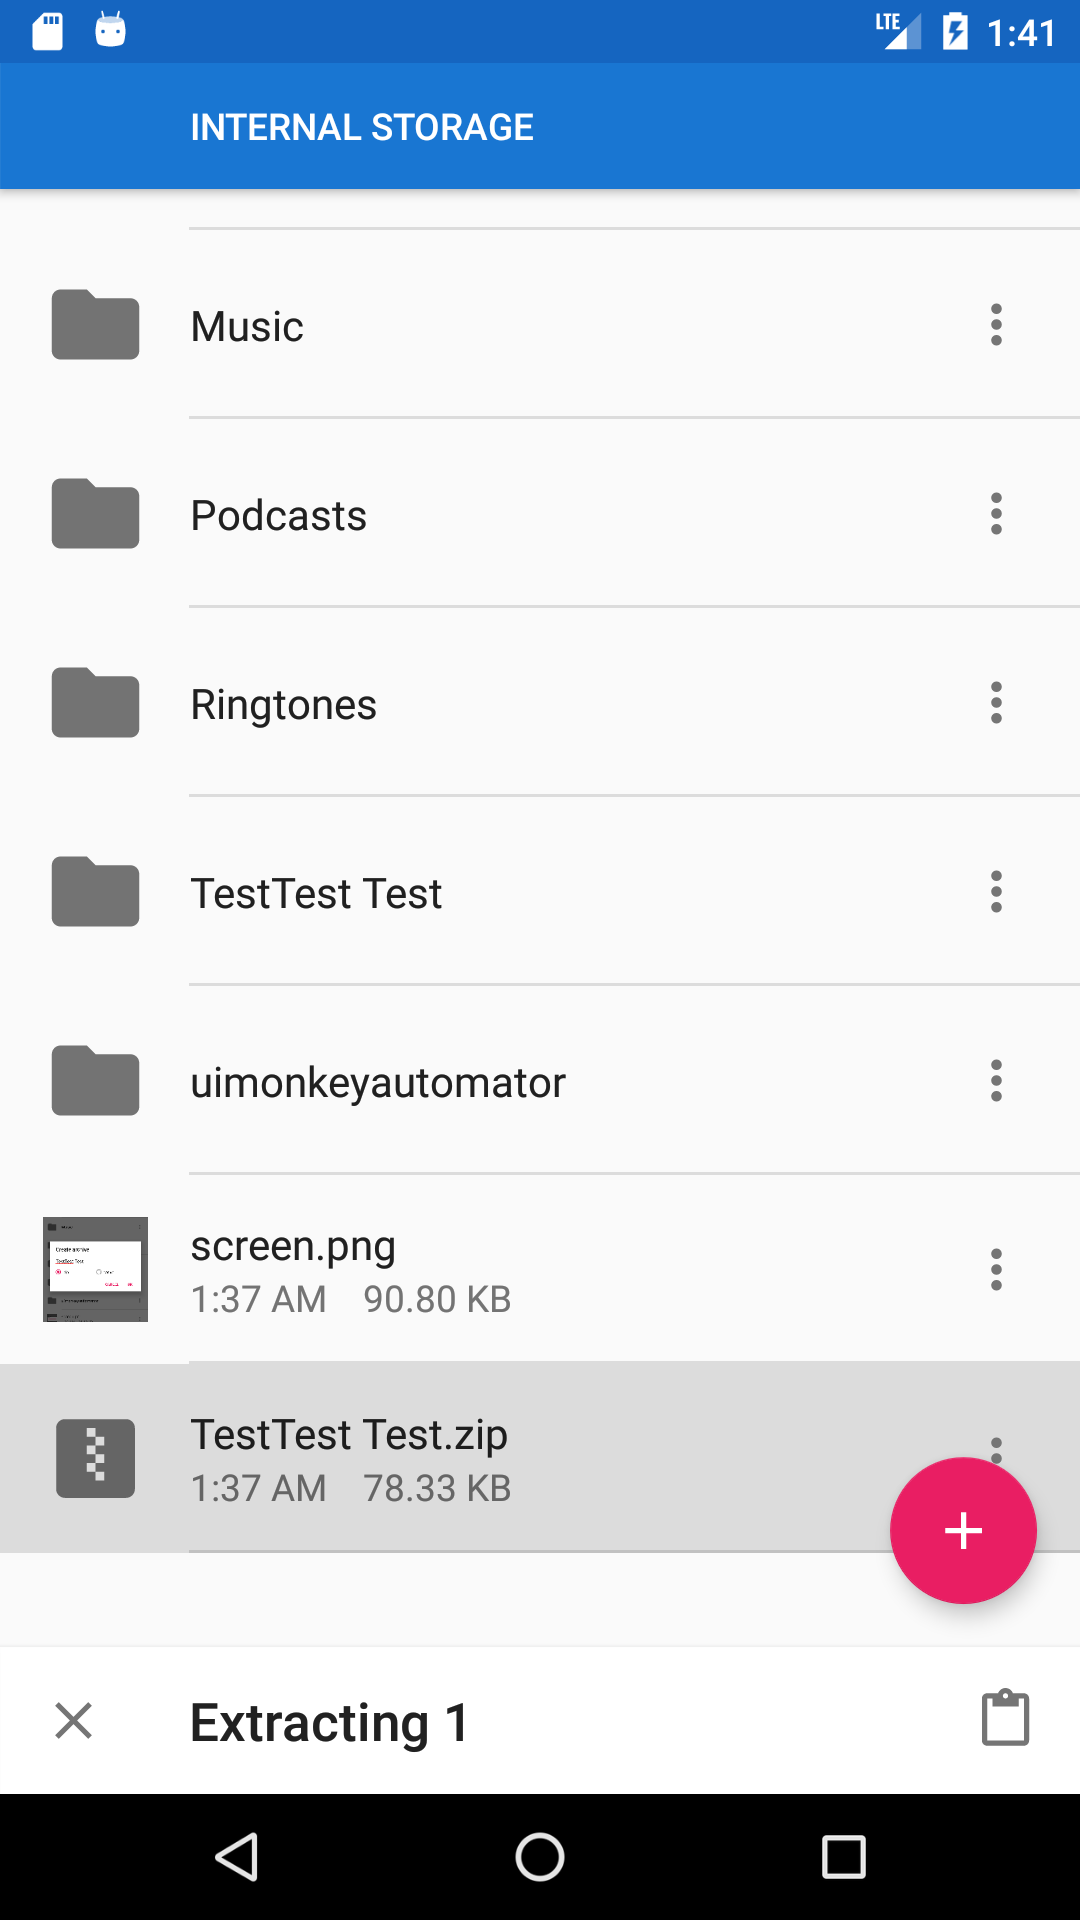 LTE 1:41
INTERNAL STORAGE
Music
Podcasts
Ringtones
TestTest Test
uimonkeyautomator
screen.png
1:37 AM 90.80 KB
TestTest Test.zip
1:37 AM 78.33 KB
Extracting 1